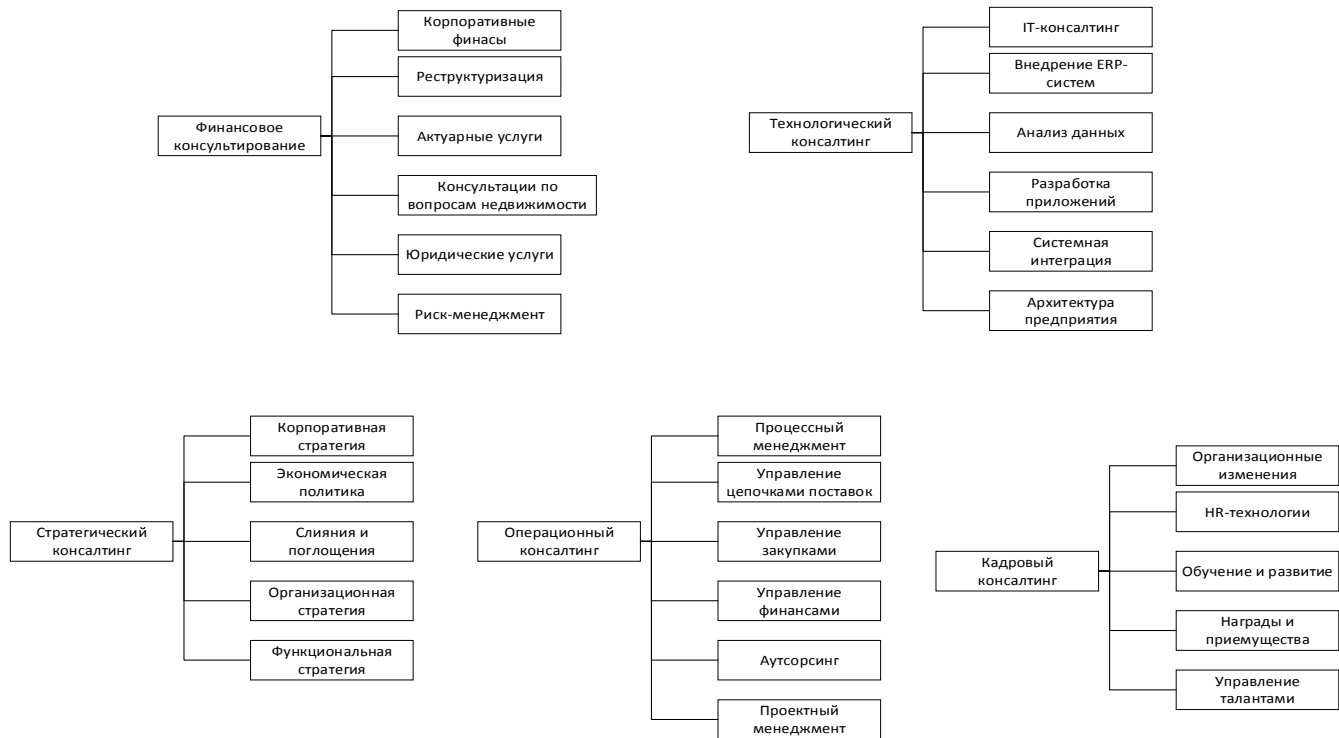 Финансовое
консультирование
Корпоративные
финасы
Реструктуризация
Актуарные услуги
Консультации по
вопросам недвижимости
Юридические услуги
Риск-менеджмент
Технологический
консалтинг
IT-консалтинг
Внедрение ERP-
систем
Анализ данных
Разработка
приложений
Системная
интеграция
Архитектура
предприятия
Стратегический
консалтинг
Корпоративная
стратегия
Экономическая
политика
Слияния и
поглощения
Организационная
стратегия
Функциональная
стратегия
Операционный
консалтинг
Процессный
менеджмент
Управление
цепочками поставок
Управление
закупками
Управление
финансами
Аутсорсинг
Проектный
менеджмент
Кадровый
консалтинг
Организационные
изменения
HR-технологии
Обучение и развитие
Награды и
приемущества
Управление
талантами